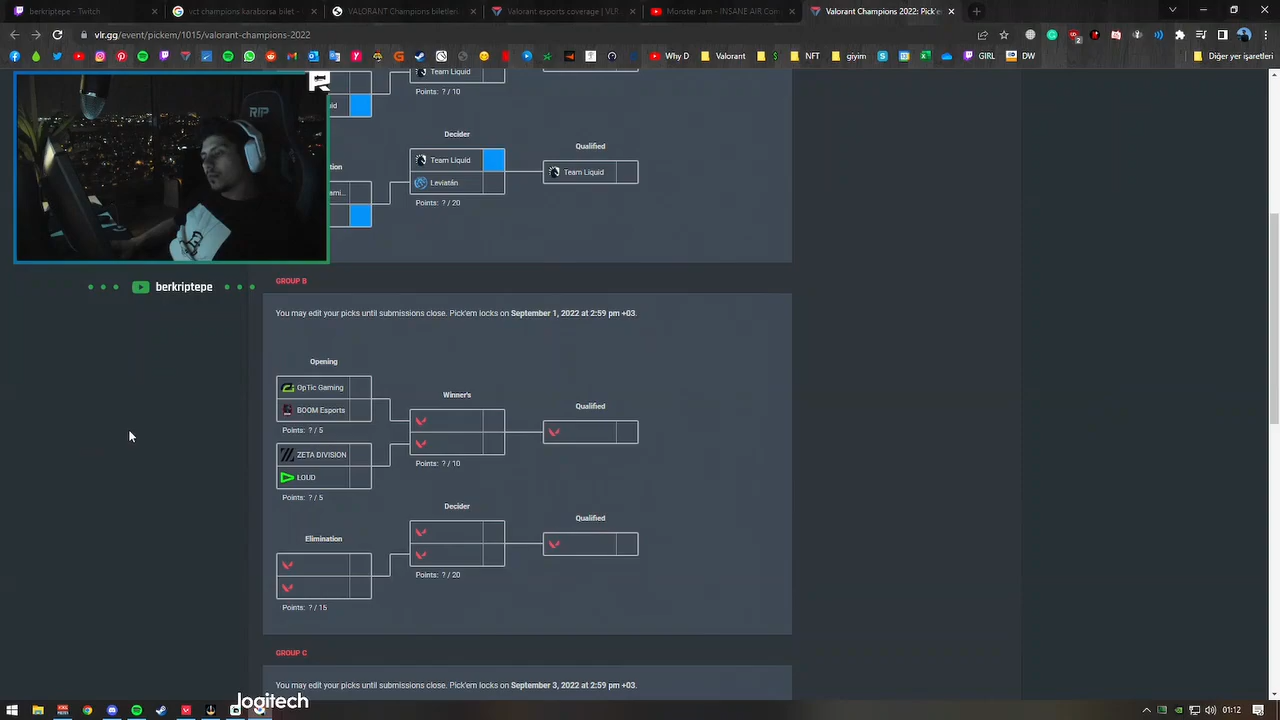 berkriptepe - Twitch
vct champions karaborsa bilet -
VALORANT Champions biletleri
Valorant esports coverage | VLR
Monster Jam - INSANE AIR Com
Valorant Champions 2022: Pick'e
vlr.gg/event/pickem/1015/valorant-champions-2022
Why D
Valorant
$
NFT
giyim
IŞIRL
DW
Diğer yer işaretleri
Team Liquid
Points: ? / 10
RIP
Decider
Qualified
Team Liquid
Leviatán
Team Liquid
Points: ? / 20
berkriptepe
GROUP B
You may edit your picks until submissions close. Pick'em locks on September 1, 2022 at 2:59 pm +03.
Opening
OpTic Gaming
BOOM Esports
Points: ? / 5
Winner's
Qualified
ZETA DIVISION
LOUD
Points: ? / 5
Points: ? / 10
Decider
Qualified
Elimination
Points: ? / 20
Points: ? / 15
GROUP C
You may edit your picks until submissions close. Pick'em locks on September 3, 2022 at 2:59 pm +03.
logitech
01:12